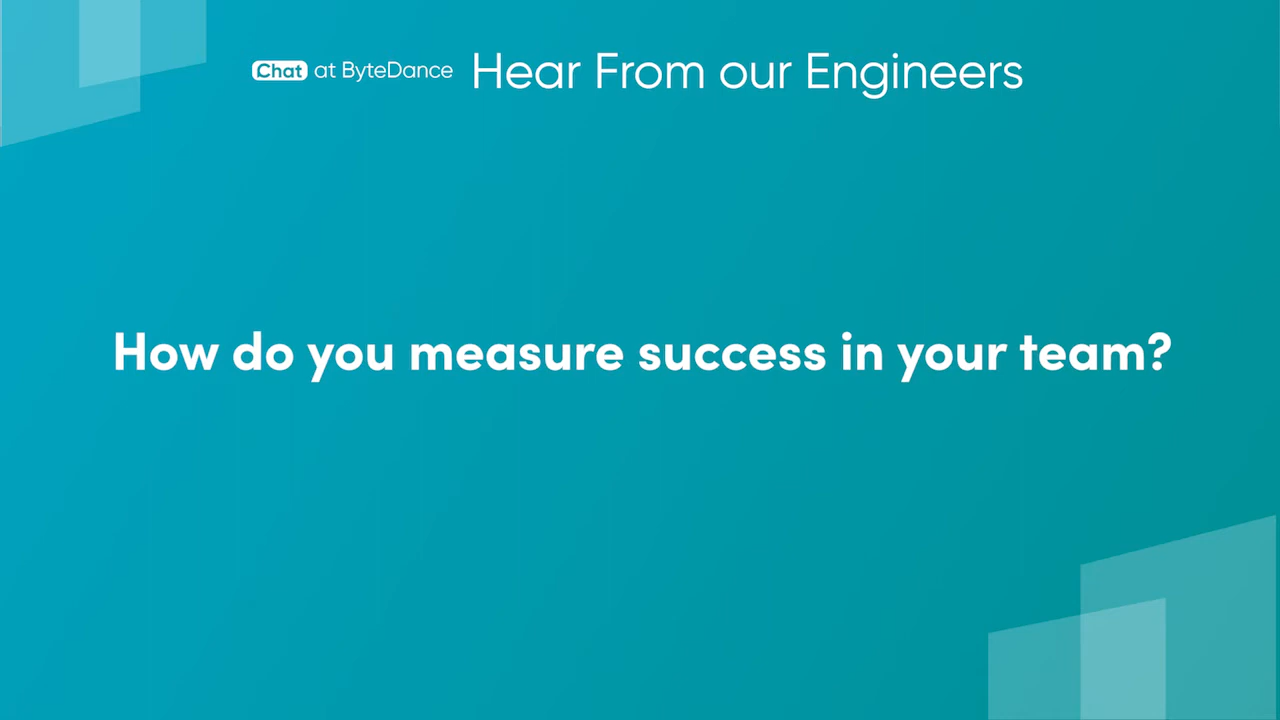 Chat at ByteDance Hear From our Engineers
How do you measure success in your team?